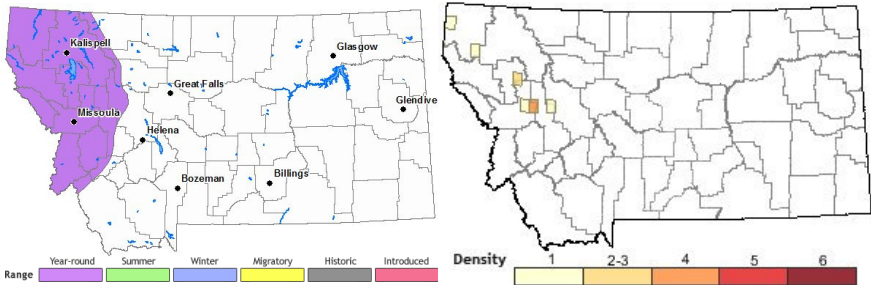 Kalispell
Glasgow
Great Falls
Glendive
Missoula
Helena
Bozeman
Billings
Range Year-round Summer Winter Migratory Historic Introduced
Density 1 2-3 4 5 6